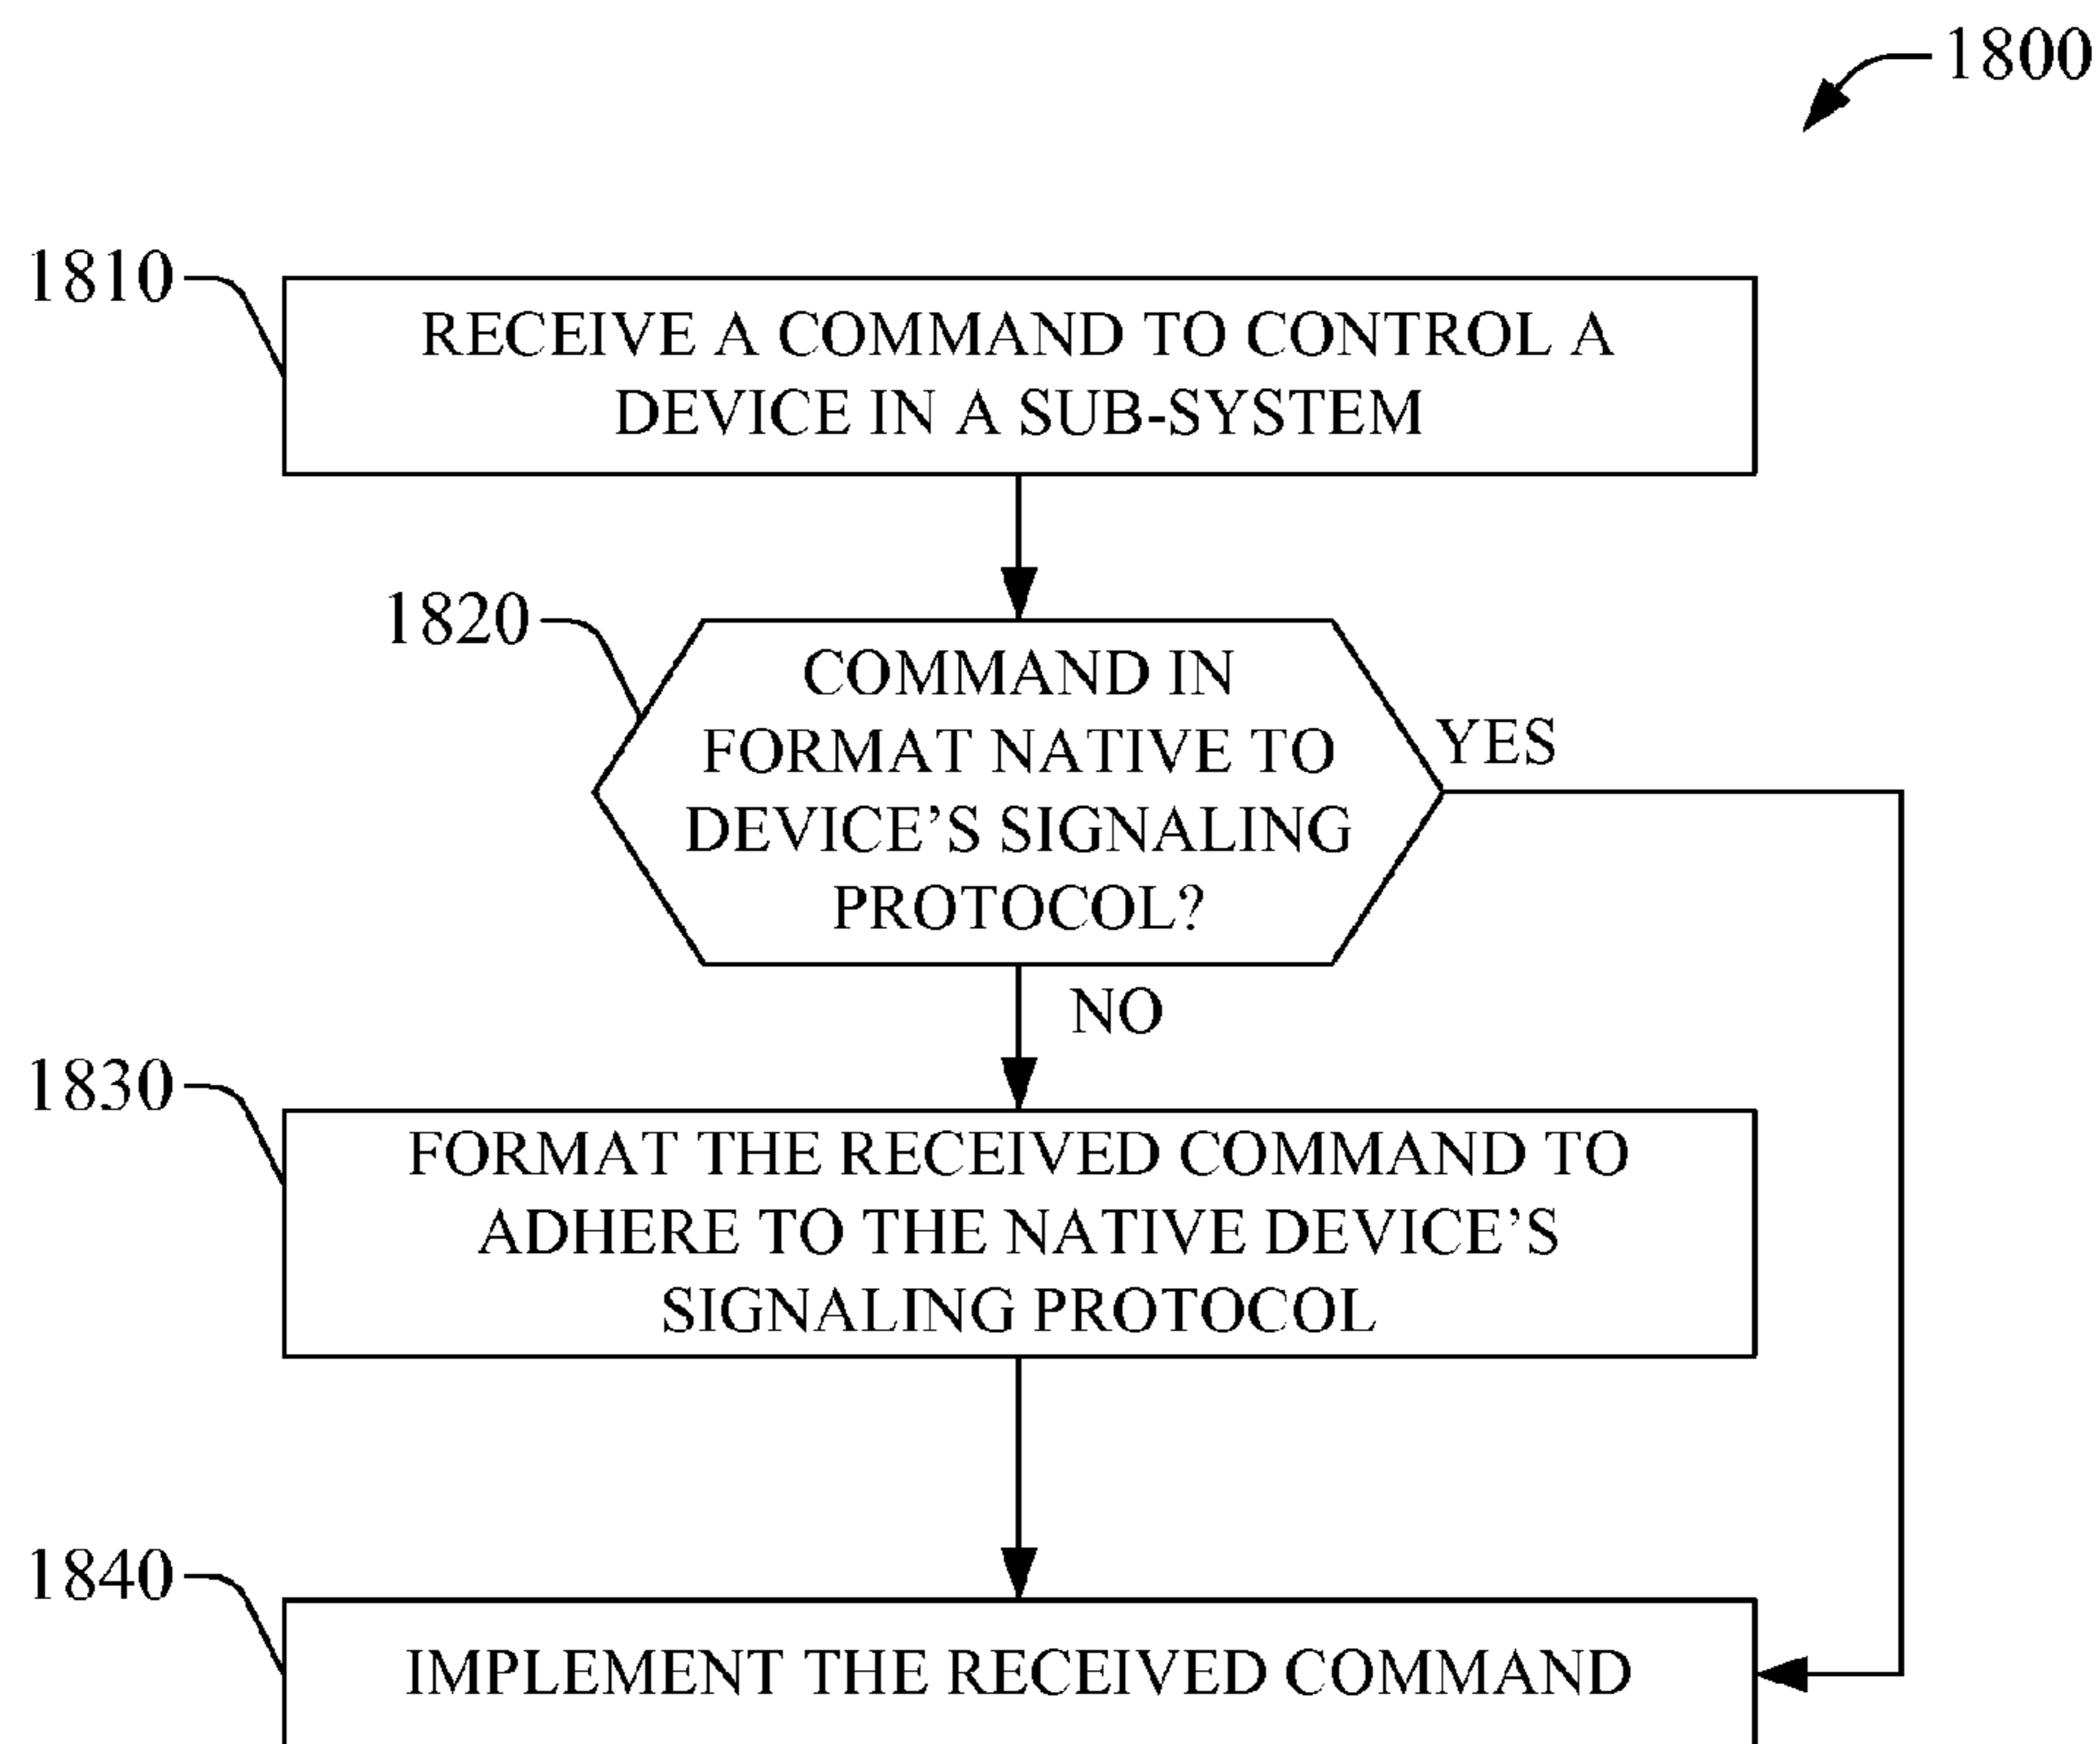 1800
1810
RECEIVE A COMMAND TO CONTROL A
DEVICE IN A SUB-SYSTEM
1820
COMMAND IN
FORMAT NATIVE TO
DEVICE’S SIGNALING
PROTOCOL?
YES
NO
1830
FORMAT THE RECEIVED COMMAND TO
ADHERE TO THE NATIVE DEVICE’S
SIGNALING PROTOCOL
1840
IMPLEMENT THE RECEIVED COMMAND